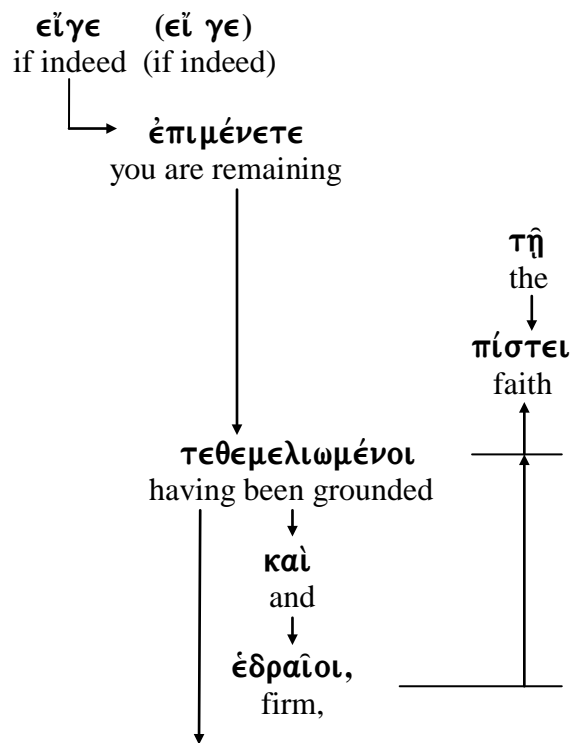 εἴγε (εἴ γε)
if indeed (if indeed)
ἐπιμένετε
you are remaining
τῇ
the
πίστει
faith
τεθεμελιωμένοι
having been grounded
καὶ
and
ἑδραῖοι,
firm,